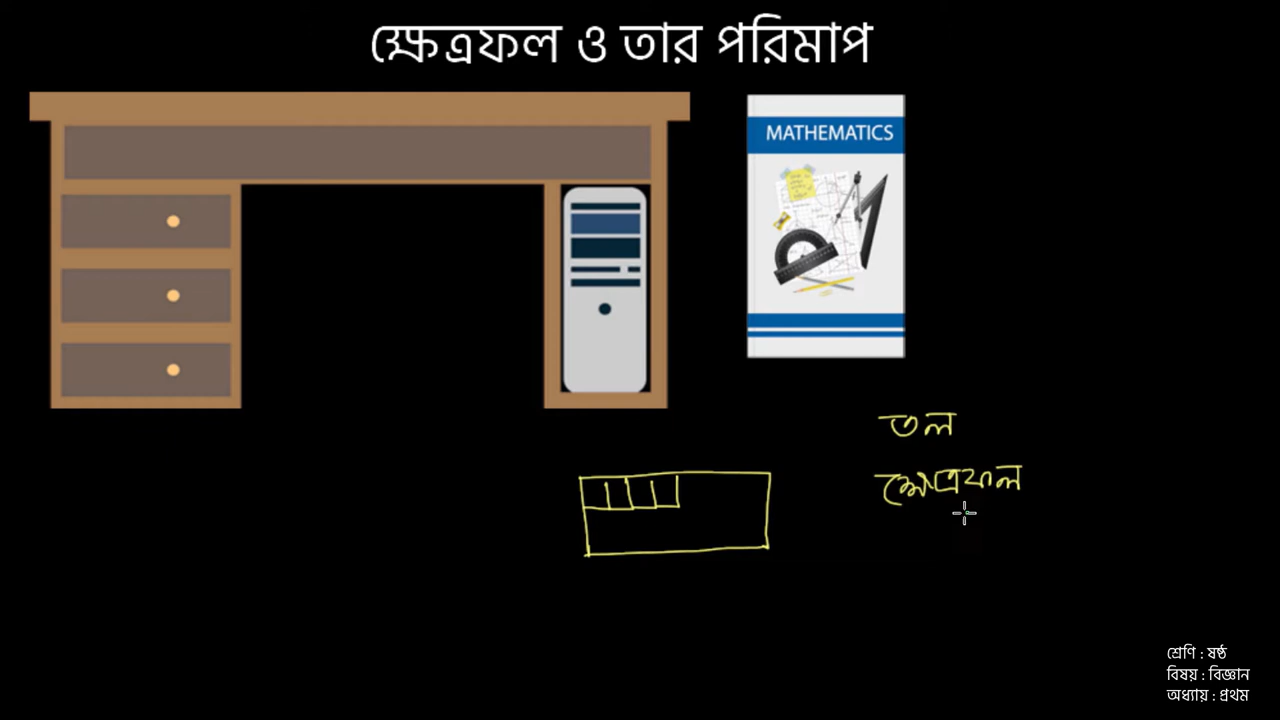 ক্ষেত্রফল ও তার পরিমাপ
MATHEMATICS
তল
ক্ষেত্রফল
শ্রেণি : ষষ্ঠ
বিষয় : বিজ্ঞান
অধ্যায় : প্রথম